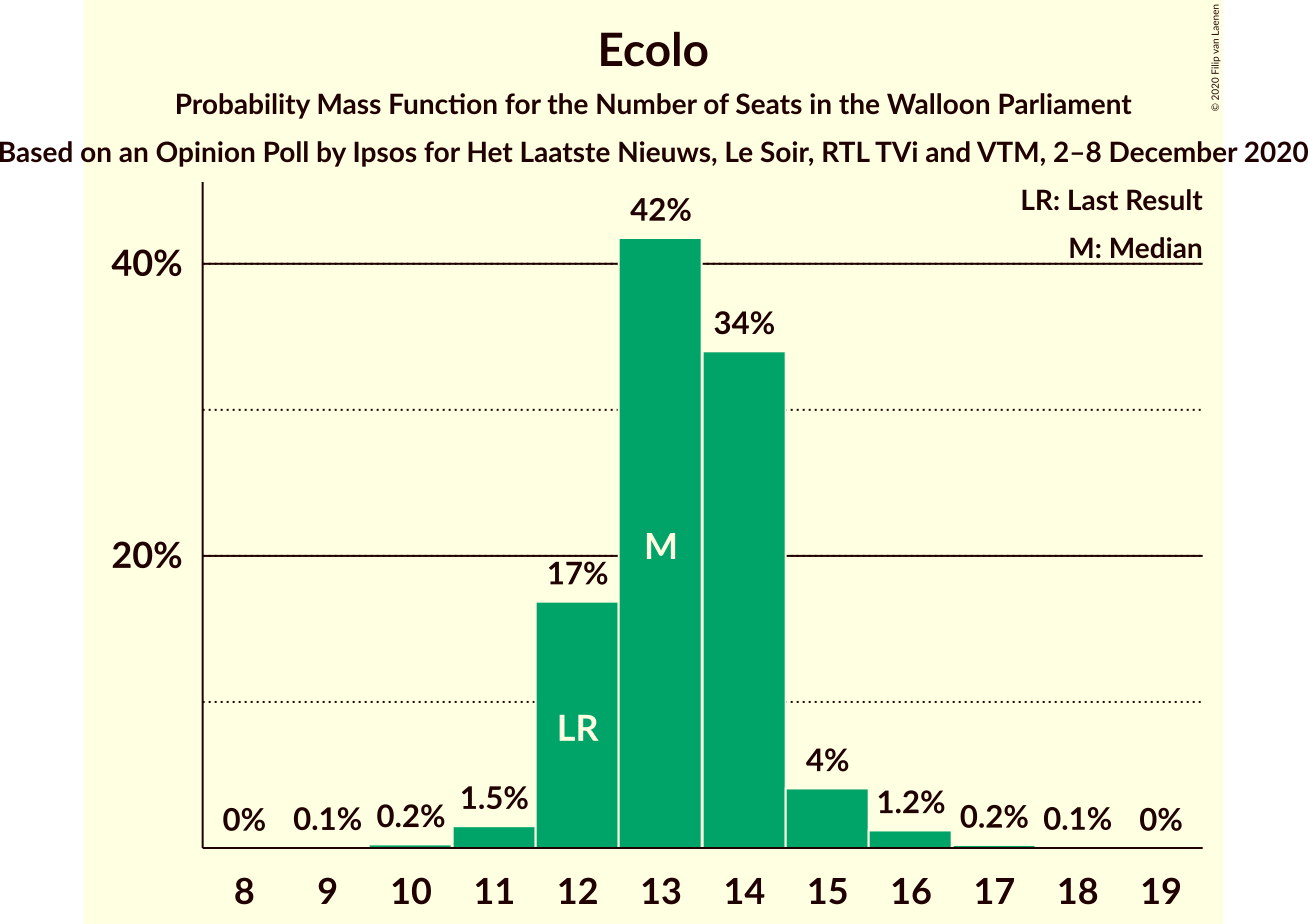 Ecolo
Probability Mass Function for the Number of Seats in the Walloon Parliament
Based on an Opinion Poll by Ipsos for Het Laatste Nieuws, Le Soir, RTL TVi and VTM, 2–8 December 2020
© 2020 Filip van Laenen
LR: Last Result
M: Median
40%
20%
0%
0.1%
0.2%
1.5%
17%
42%
34%
4%
1.2%
0.2%
0.1%
0%
LR
M
8 9 10 11 12 13 14 15 16 17 18 19